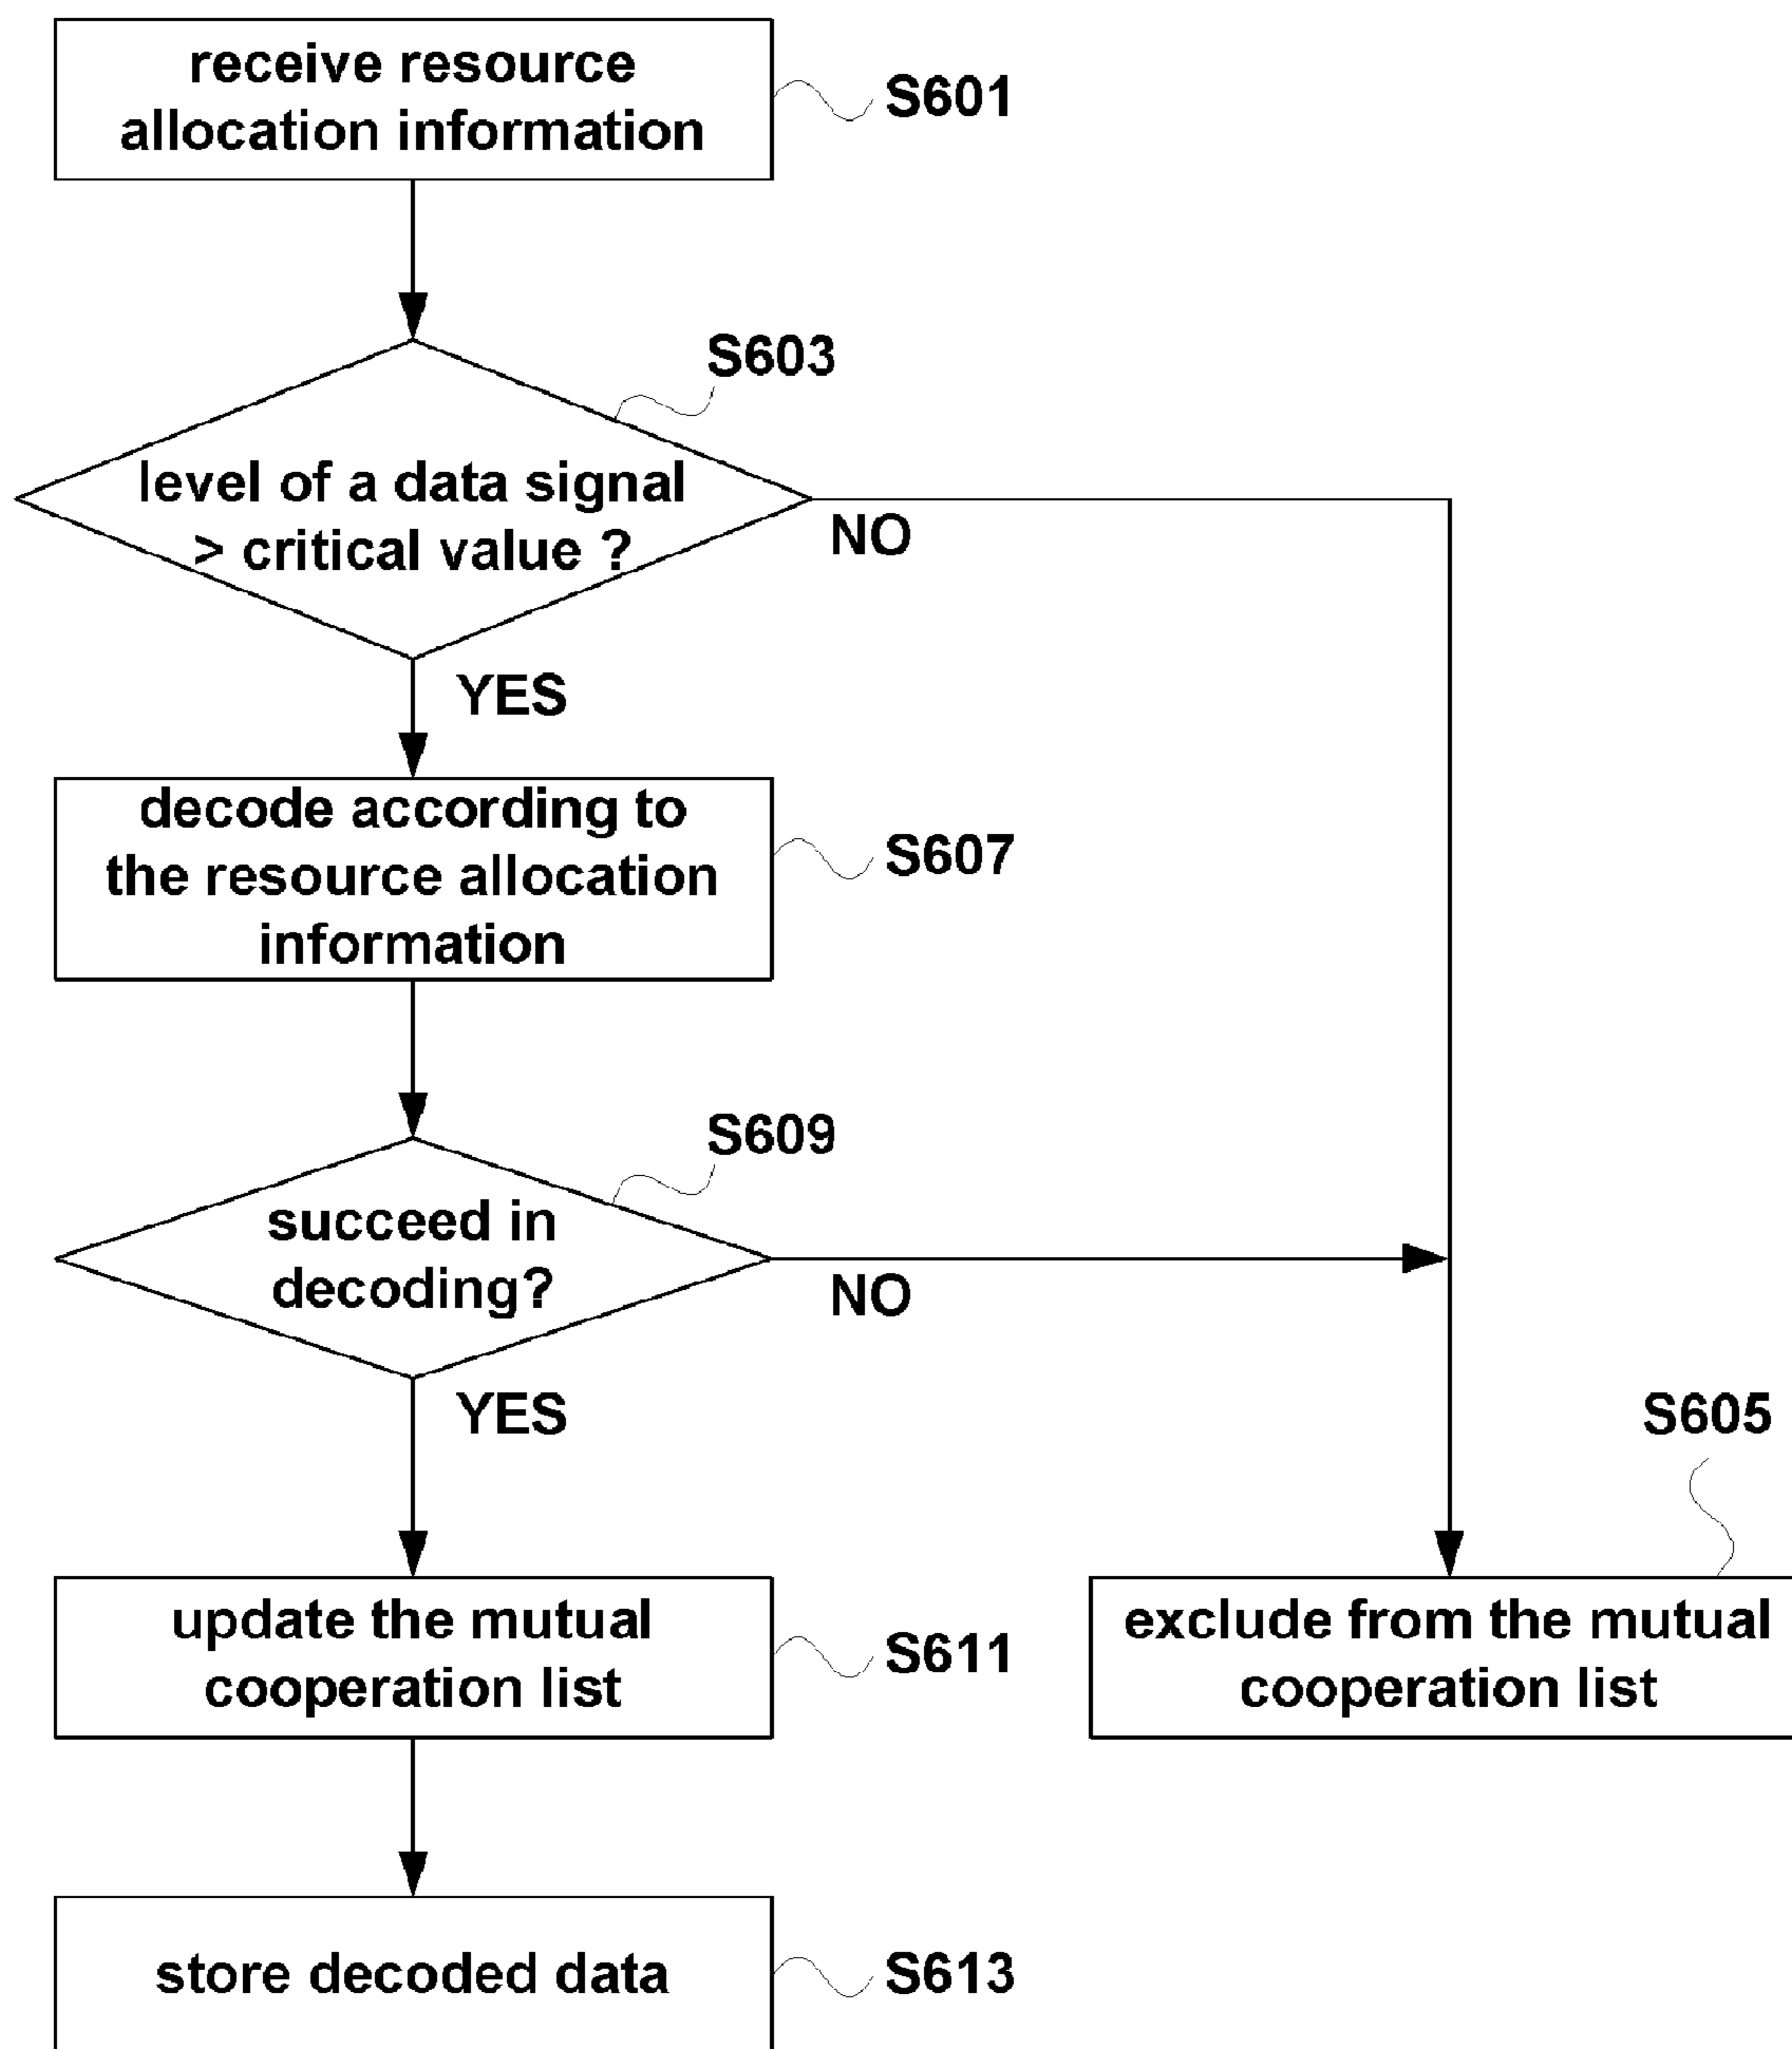 receive resource
allocation information
S601
S603
level of a data signal
> critical value ?
NO
YES
decode according to
the resource allocation
information
S607
S609
succeed in
decoding?
NO
YES
S605
update the mutual
cooperation list
S611
exclude from the mutual
cooperation list
store decoded data
S613